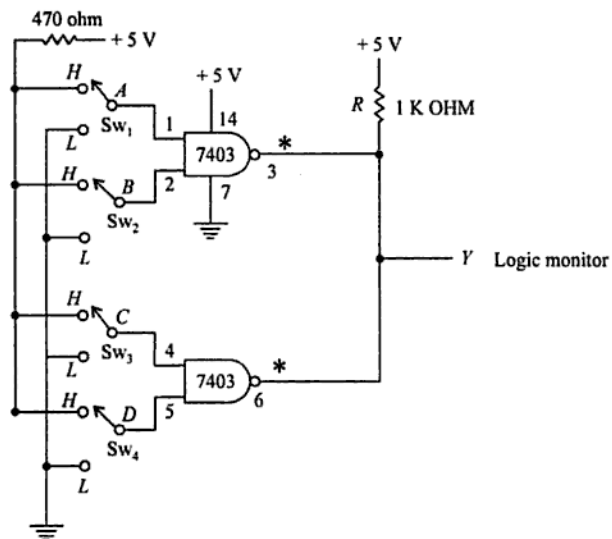 470 ohm
+ 5 V
+ 5 V
H
A
+ 5 V
R
1 K OHM
Sw1
1
14
L
7403
*
3
H
B
2
7
Sw2
L
Y
Logic monitor
H
C
Sw3
4
*
L
7403
6
H
D
5
Sw4
L